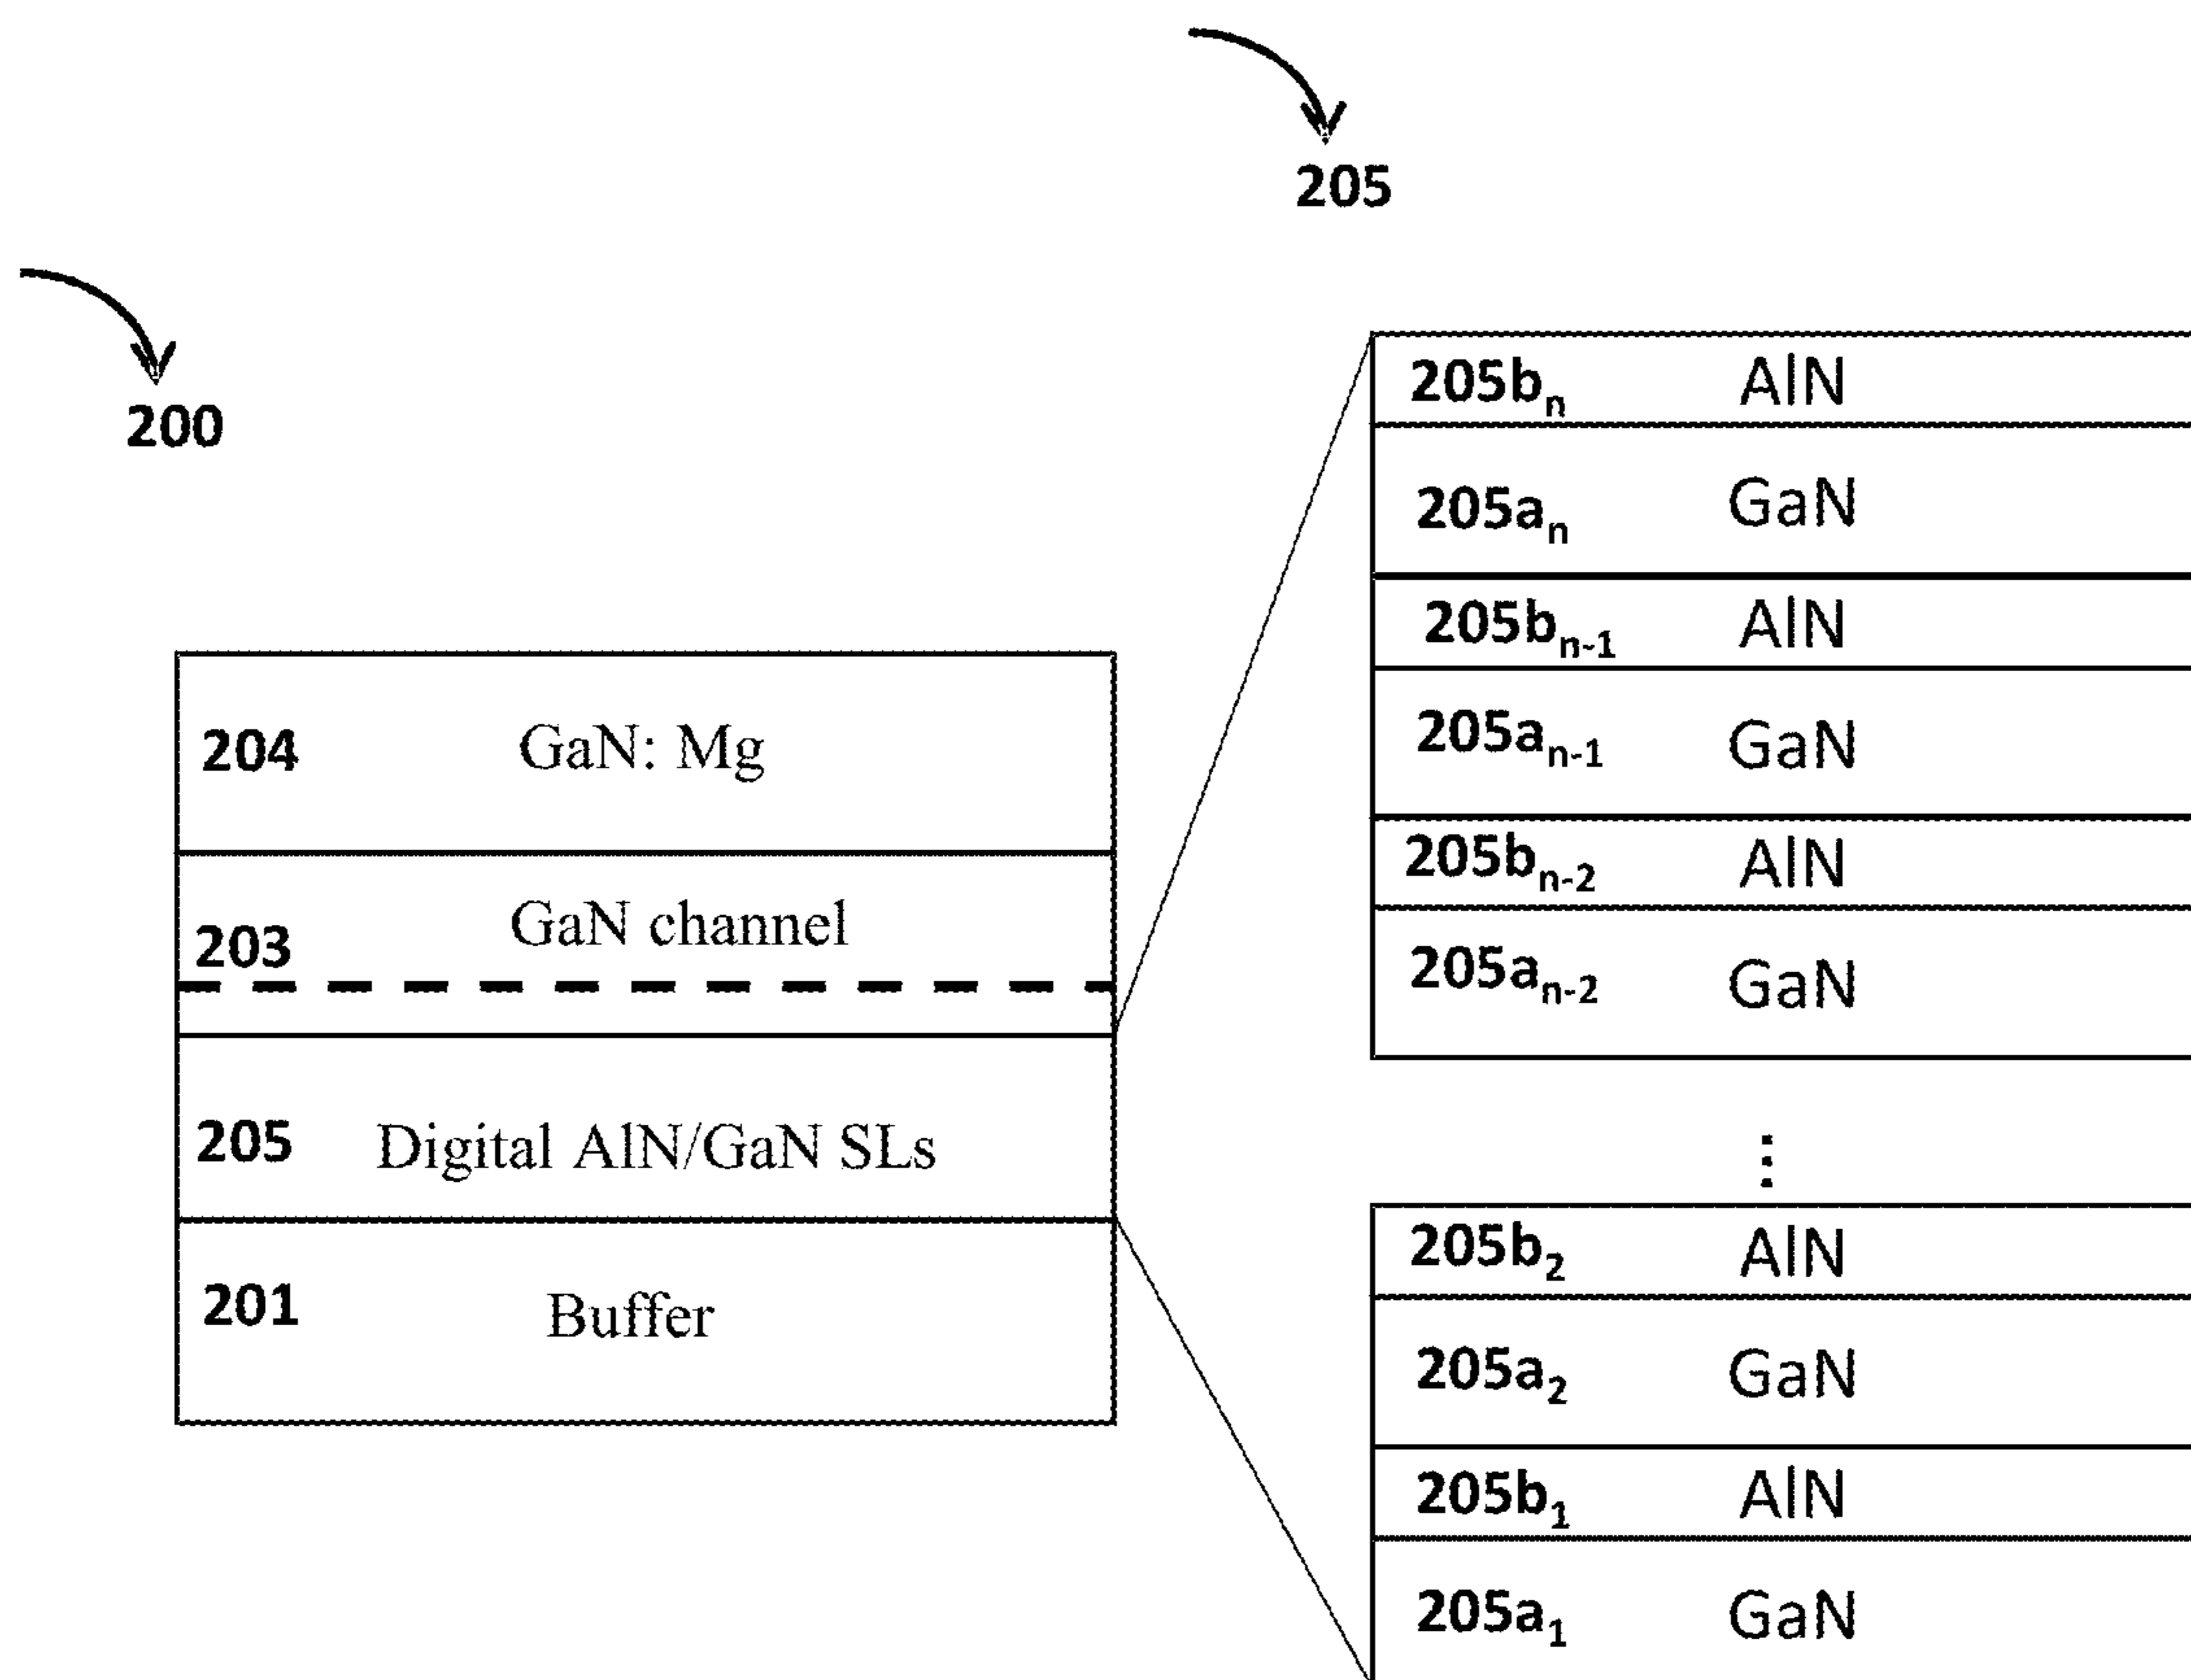 205
200
205bₙ AlN
205aₙ GaN
205bₙ₋₁ AlN
205aₙ₋₁ GaN
205bₙ₋₂ AlN
205aₙ₋₂ GaN
⋮
205b₂ AlN
205a₂ GaN
205b₁ AlN
205a₁ GaN
204 GaN: Mg
203 GaN channel
205 Digital AlN/GaN SLs
201 Buffer